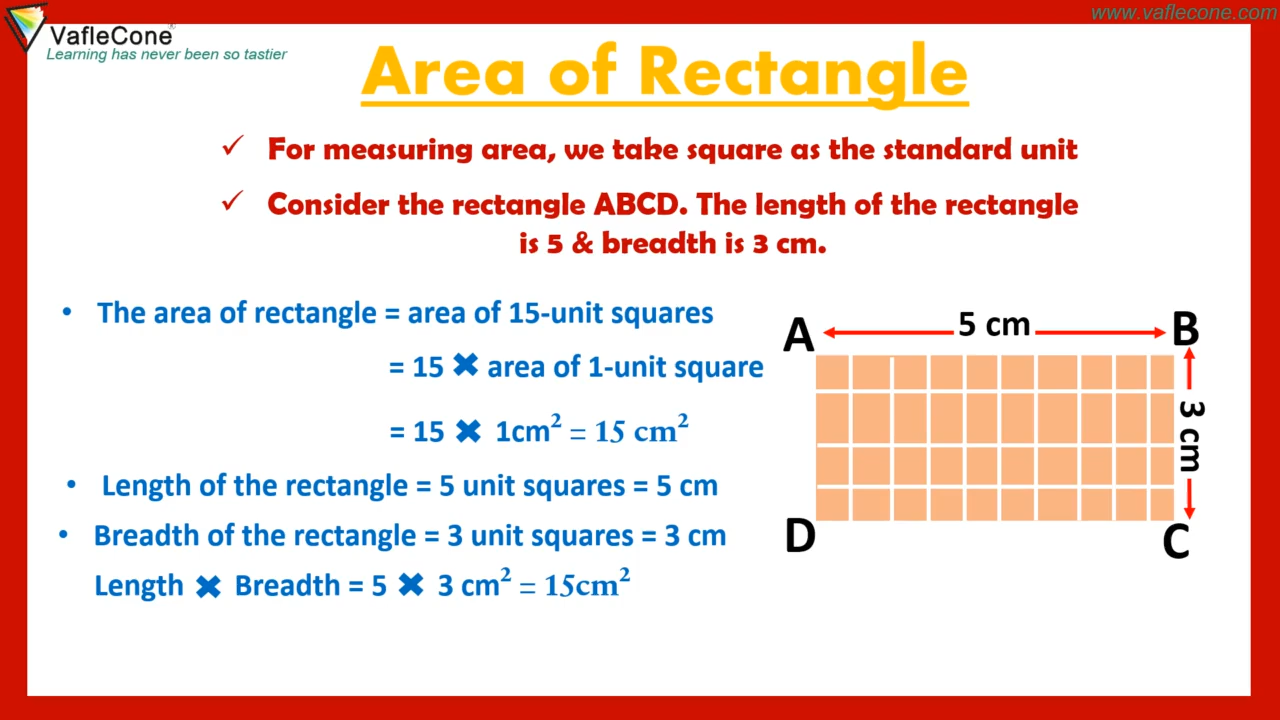 www.vaflecone.com
VafleCone®
Learning has never been so tastier
Area of Rectangle
✓ For measuring area, we take square as the standard unit
✓ Consider the rectangle ABCD. The length of the rectangle
is 5 & breadth is 3 cm.
• The area of rectangle = area of 15-unit squares
= 15 ✖ area of 1-unit square
= 15 ✖ 1cm² = 15 cm²
• Length of the rectangle = 5 unit squares = 5 cm
• Breadth of the rectangle = 3 unit squares = 3 cm
Length ✖ Breadth = 5 ✖ 3 cm² = 15cm²
A 5 cm B
3 cm
D C